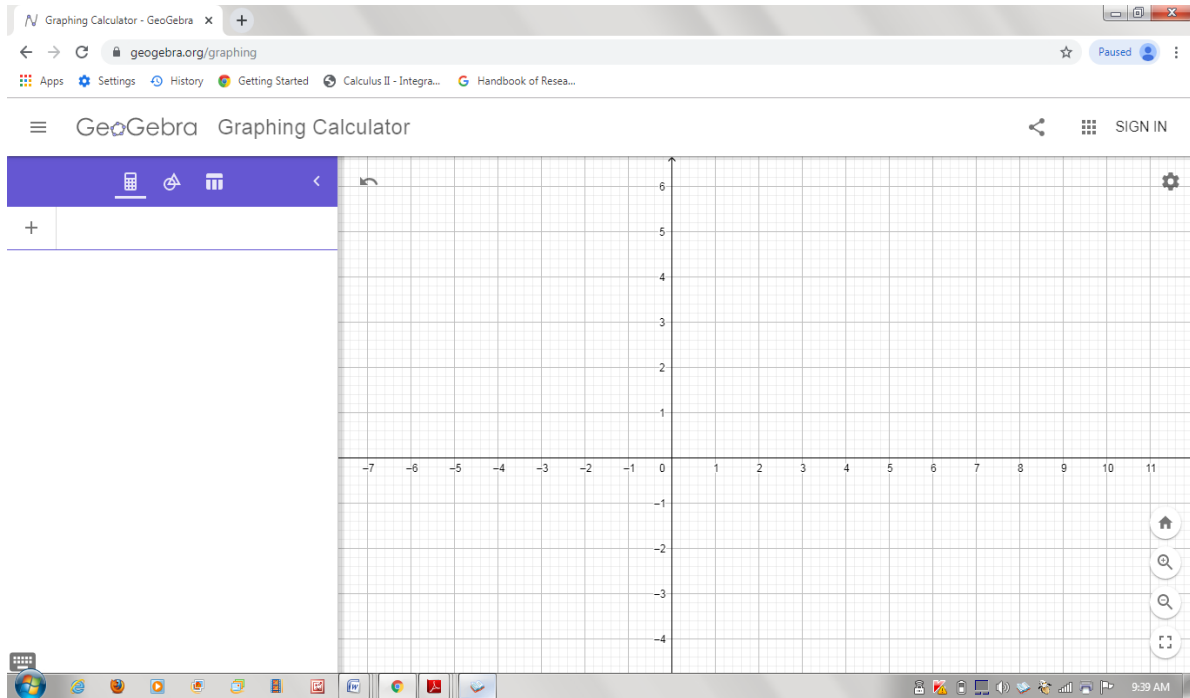 Graphing Calculator - GeoGebra
geogebra.org/graphing
Paused
Apps Settings History Getting Started Calculus II - Integra... Handbook of Resea...
GeoGebra Graphing Calculator
SIGN IN
6
5
4
3
2
1
–7 –6 –5 –4 –3 –2 –1 0 1 2 3 4 5 6 7 8 9 10 11
–1
–2
–3
–4
9:39 AM